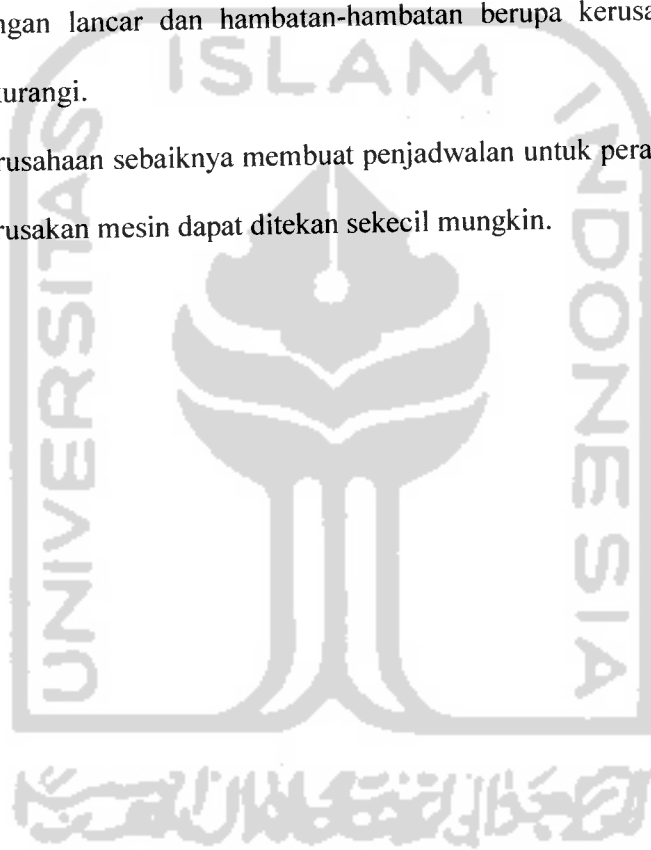 ngan lancar dan hambatan-hambatan berupa kerusa
kurangi.
rusahaan sebaiknya membuat penjadwalan untuk pera
rusakan mesin dapat ditekan sekecil mungkin.
ISLAM
UNIVERSITAS
INDONESIA